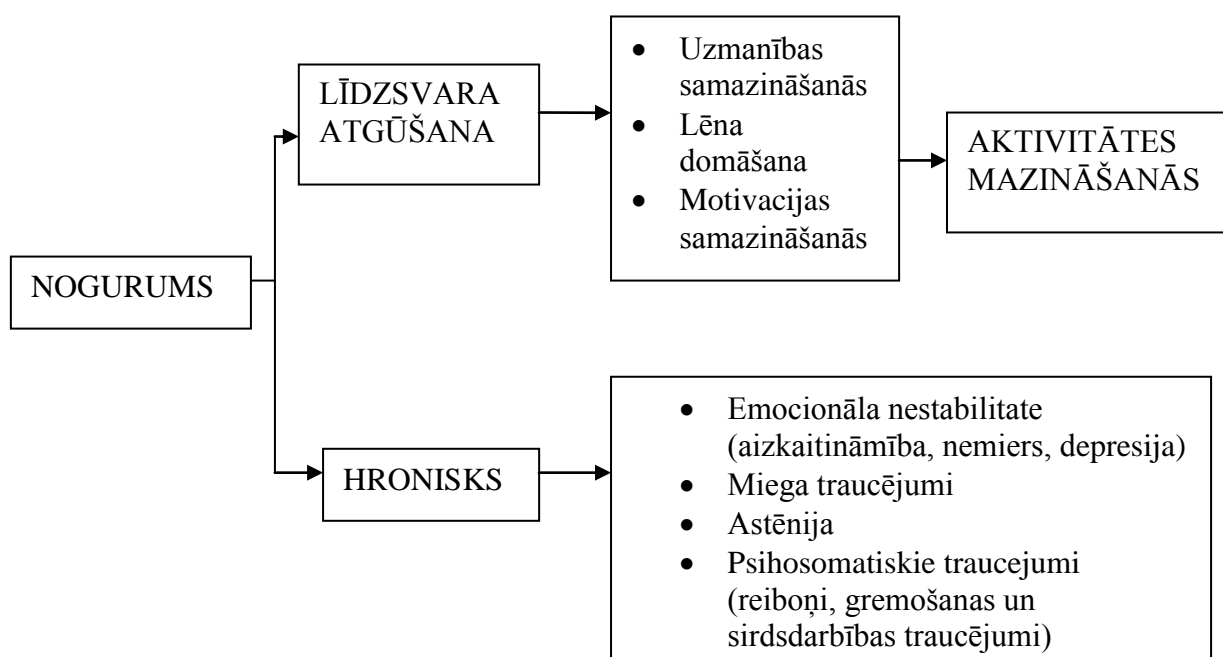 NOGURUMS
LĪDZSVARA
ATGŪŠANA
• Uzmanības
samazināšanās
• Lēna
domāšana
• Motivacijas
samazināšanās
AKTIVITĀTES
MAZINĀŠANĀS
HRONISKS
• Emocionāla nestabilitate
(aizkaitināmība, nemiers, depresija)
• Miega traucējumi
• Astēnija
• Psihosomatiskie traucejumi
(reiboņi, gremošanas un
sirdsdarbības traucējumi)